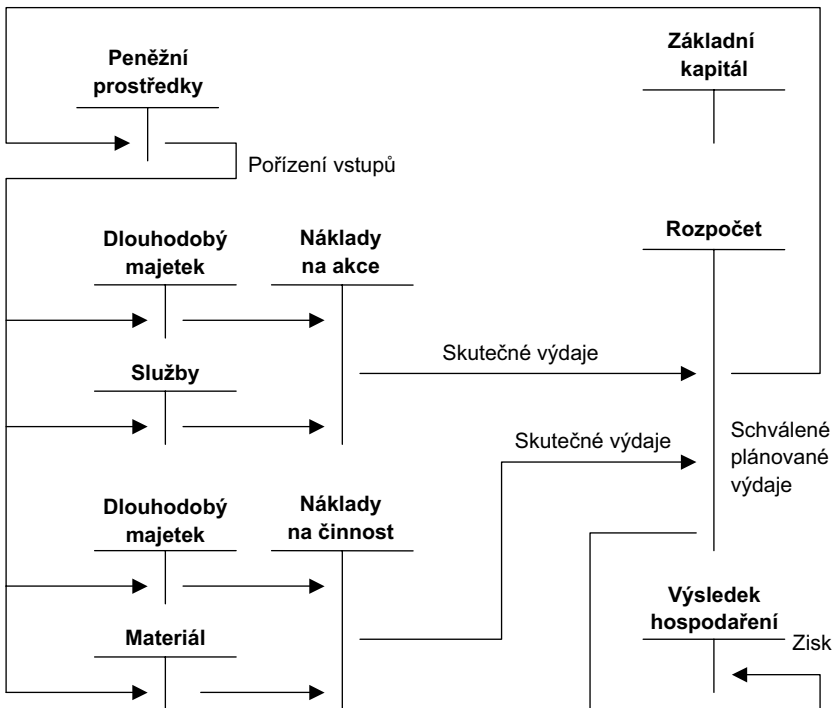 Peněžní
prostředky
Základní
kapitál
Pořízení vstupů
Dlouhodobý
majetek
Náklady
na akce
Rozpočet
Skutečné výdaje
Služby
Skutečné výdaje
Schválené
plánované
výdaje
Dlouhodobý
majetek
Náklady
na činnost
Výsledek
hospodaření
Zisk
Materiál